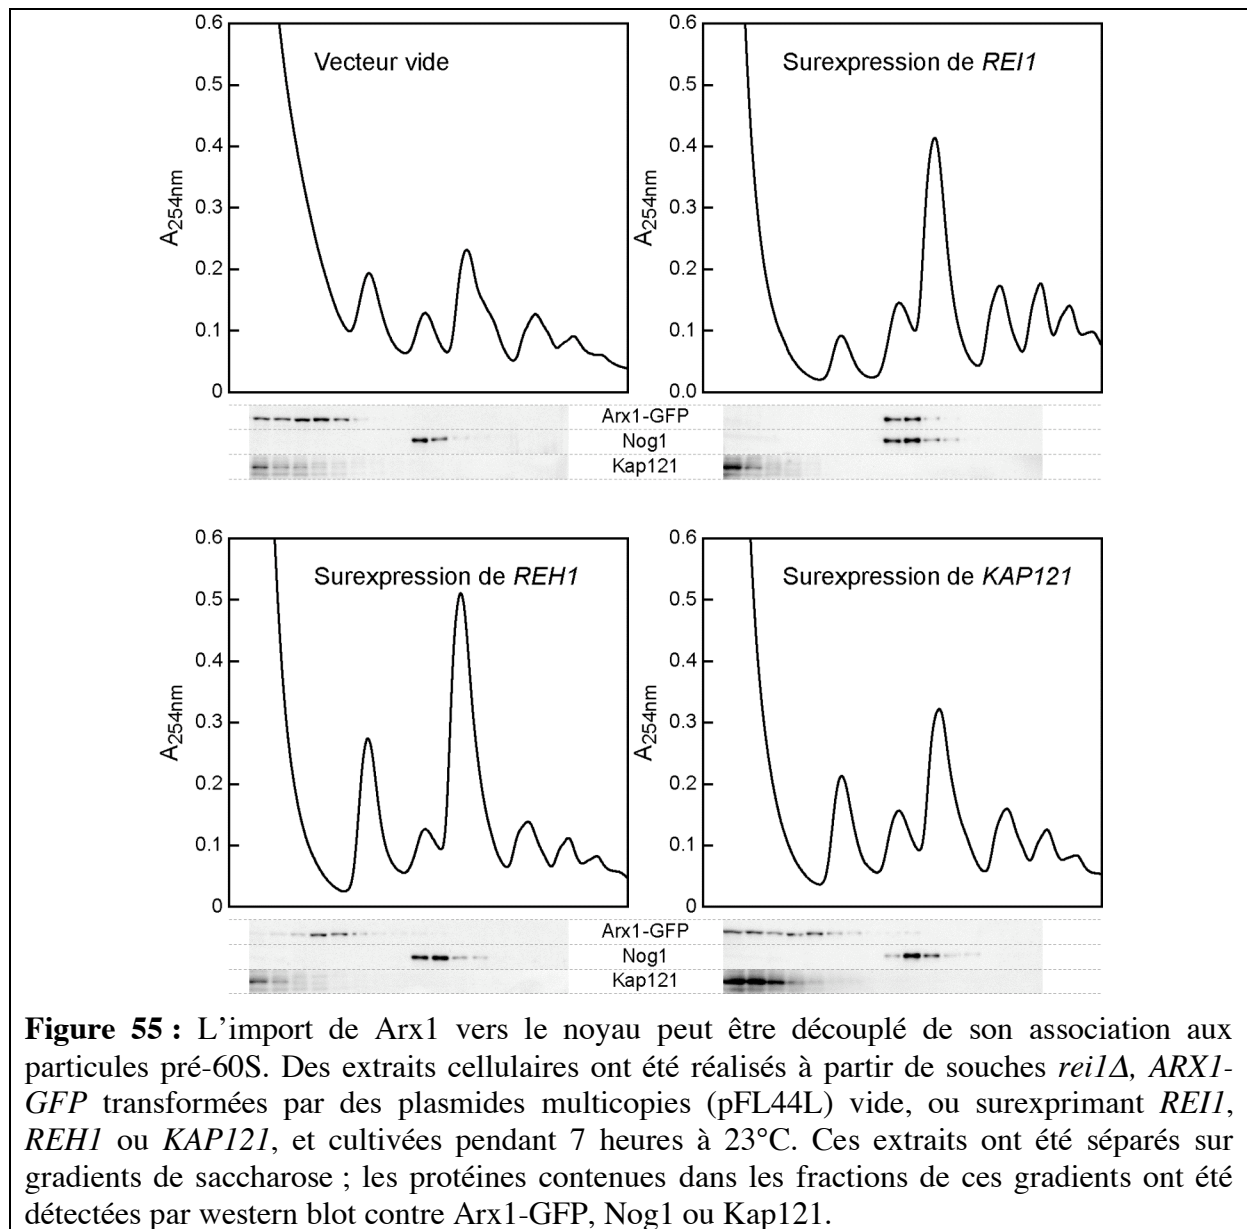 Vecteur vide
0.6
0.5
0.4
0.3
0.2
0.1
0
A254nm
Surexpression de REI1
0.6
0.5
0.4
0.3
0.2
0.1
0.0
A254nm
Arx1-GFP
Nog1
Kap121
Surexpression de REH1
0.6
0.5
0.4
0.3
0.2
0.1
0
A254nm
Surexpression de KAP121
0.6
0.5
0.4
0.3
0.2
0.1
0
A254nm
Arx1-GFP
Nog1
Kap121
Figure 55 : L'import de Arx1 vers le noyau peut être découplé de son association aux
particules pré-60S. Des extraits cellulaires ont été réalisés à partir de souches rei1Δ, ARX1-
GFP transformées par des plasmides multicopies (pFL44L) vide, ou surexprimant REI1,
REH1 ou KAP121, et cultivées pendant 7 heures à 23°C. Ces extraits ont été séparés sur
gradients de saccharose ; les protéines contenues dans les fractions de ces gradients ont été
détectées par western blot contre Arx1-GFP, Nog1 ou Kap121.